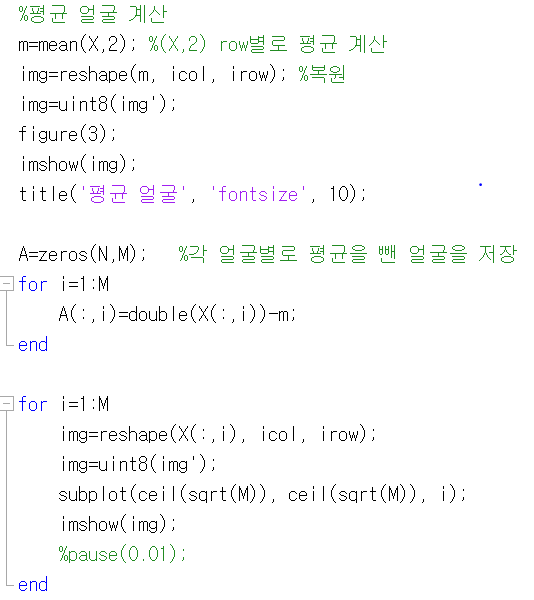 %평균 얼굴 계산
m=mean(X,2); %(X,2) row별로 평균 계산
img=reshape(m, icol, irow); %복원
img=uint8(img');
figure(3);
imshow(img);
title('평균 얼굴', 'fontsize', 10);
A=zeros(N,M);   %각 얼굴별로 평균을 뺀 얼굴을 저장
for i=1:M
    A(:,i)=double(X(:,i))-m;
end
for i=1:M
    img=reshape(X(:,i), icol, irow);
    img=uint8(img');
    subplot(ceil(sqrt(M)), ceil(sqrt(M)), i);
    imshow(img);
    %pause(0.01);
end